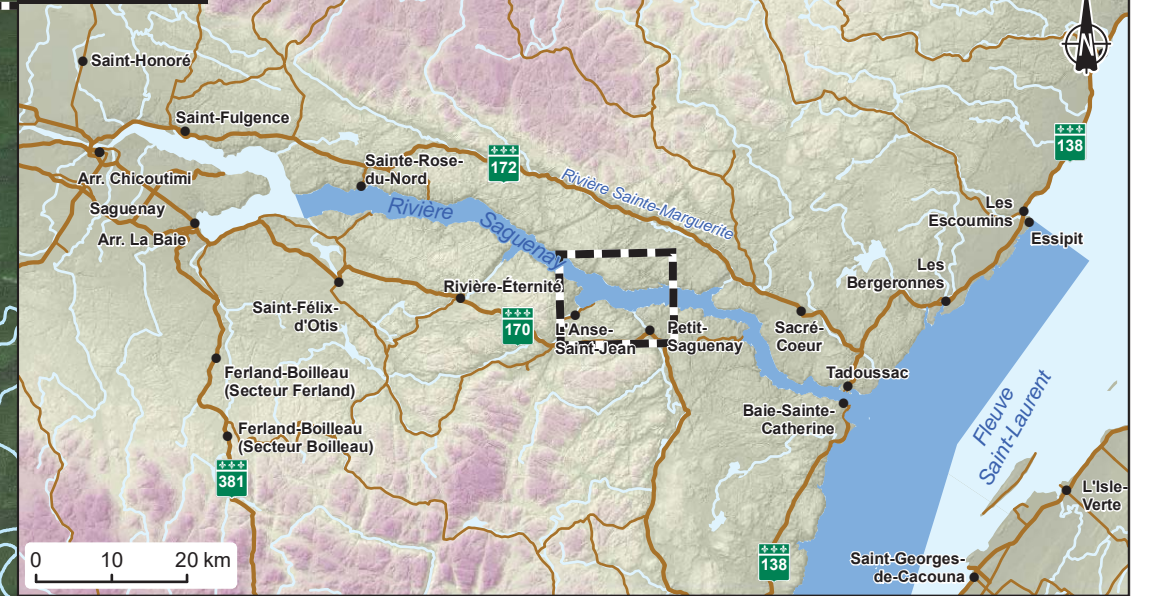 N
Saint-Honoré
Saint-Fulgence
138
172
Sainte-Rose-
du-Nord
Arr. Chicoutimi
Rivière Sainte-Marguerite
Saguenay
Rivière Saguenay
Les
Escoumins
Arr. La Baie
Essipit
Les
Bergeronnes
Rivière-Éternité
Saint-Félix-
d'Otis
170
L'Anse-
Saint-Jean
Petit-
Saguenay
Sacré-
Coeur
Ferland-Boilleau
(Secteur Ferland)
Tadoussac
Baie-Sainte-
Catherine
Fleuve
Saint-Laurent
Ferland-Boilleau
(Secteur Boilleau)
381
L'Isle-
Verte
138
Saint-Georges-
de-Cacouna
0 10 20 km